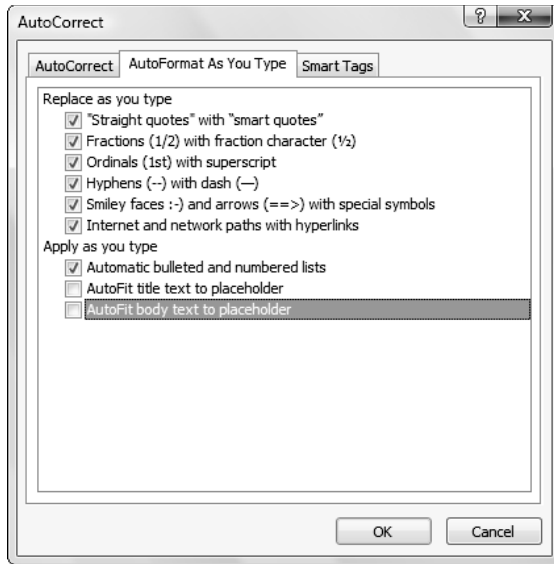 AutoCorrect
AutoCorrect AutoFormat As You Type Smart Tags
Replace as you type
"Straight quotes" with “smart quotes”
Fractions (1/2) with fraction character (½)
Ordinals (1st) with superscript
Hyphens (--) with dash (—)
Smiley faces :-) and arrows (==>) with special symbols
Internet and network paths with hyperlinks
Apply as you type
Automatic bulleted and numbered lists
AutoFit title text to placeholder
AutoFit body text to placeholder
OK Cancel